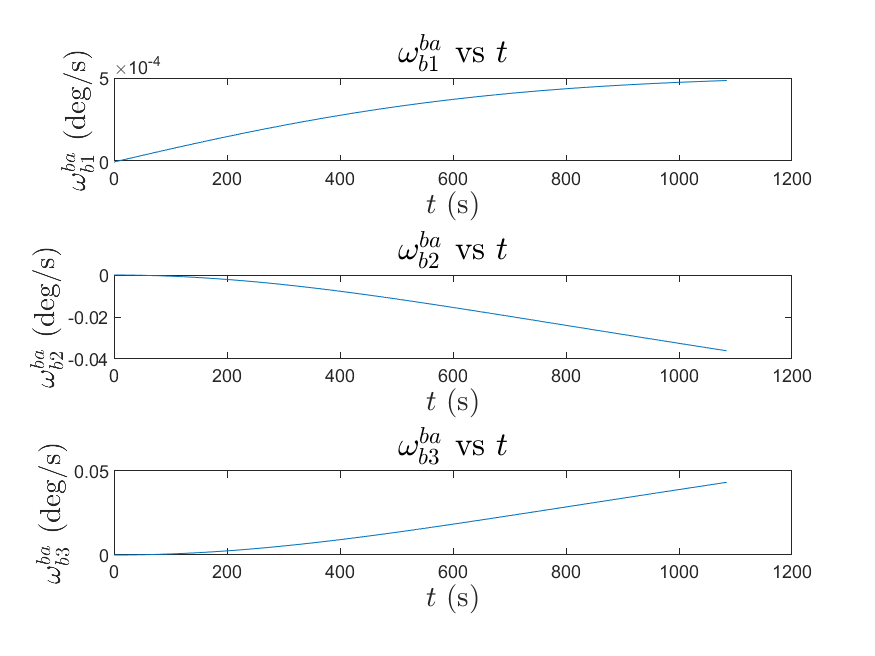 ω_{b1}^{ba} vs t
×10^{-4}
5
0
ω_{b1}^{ba} (deg/s)
0 200 400 600 800 1000 1200
t (s)
ω_{b2}^{ba} vs t
0
-0.02
-0.04
ω_{b2}^{ba} (deg/s)
0 200 400 600 800 1000 1200
t (s)
ω_{b3}^{ba} vs t
0.05
0
ω_{b3}^{ba} (deg/s)
0 200 400 600 800 1000 1200
t (s)